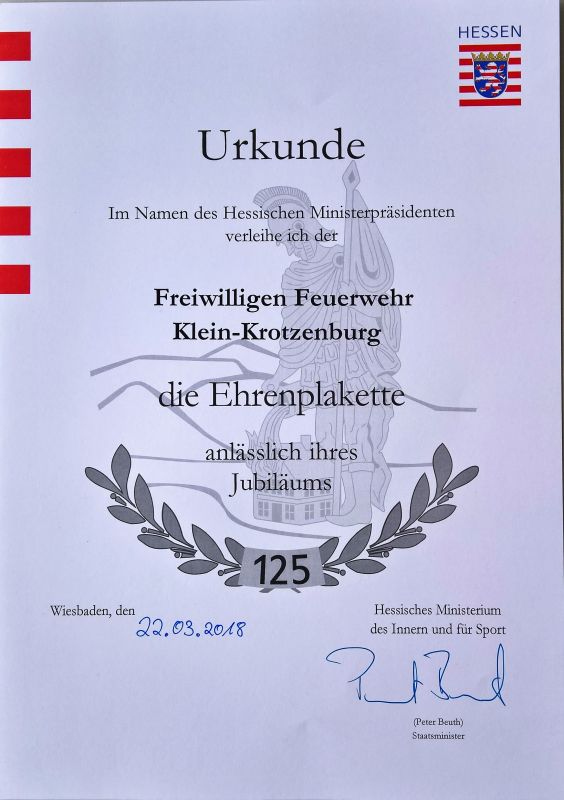 HESSEN
Urkunde
Im Namen des Hessischen Ministerpräsidenten
verleihe ich der
Freiwilligen Feuerwehr
Klein-Krotzenburg
die Ehrenplakette
anlässlich ihres
Jubiläums
125
Wiesbaden, den
22.03.2018
Hessisches Ministerium
des Innern und für Sport
(Peter Beuth)
Staatsminister